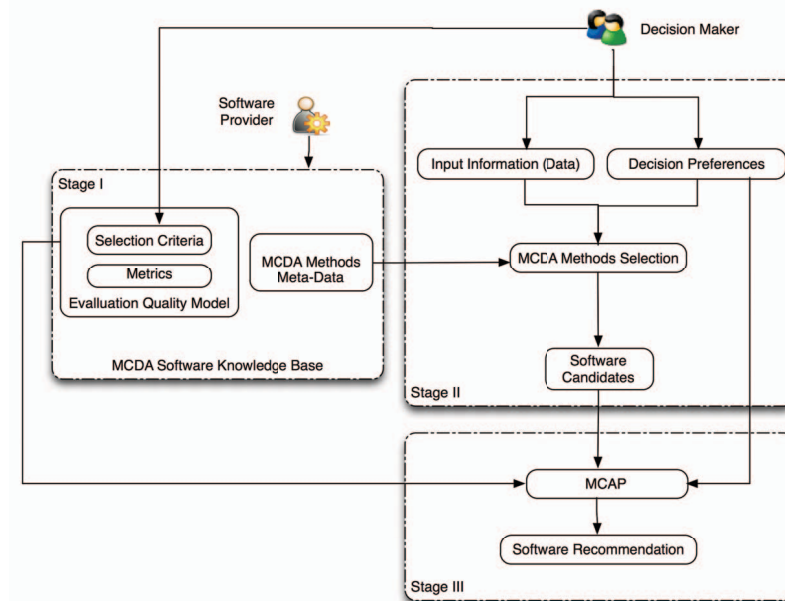 Decision Maker
Software
Provider
Stage I
Selection Criteria
Metrics
Evalluation Quality Model
MCDA Methods
Meta-Data
MCDA Software Knowledge Base
Input Information (Data)
Decision Preferences
MCDA Methods Selection
Software
Candidates
Stage II
MCAP
Software Recommendation
Stage III